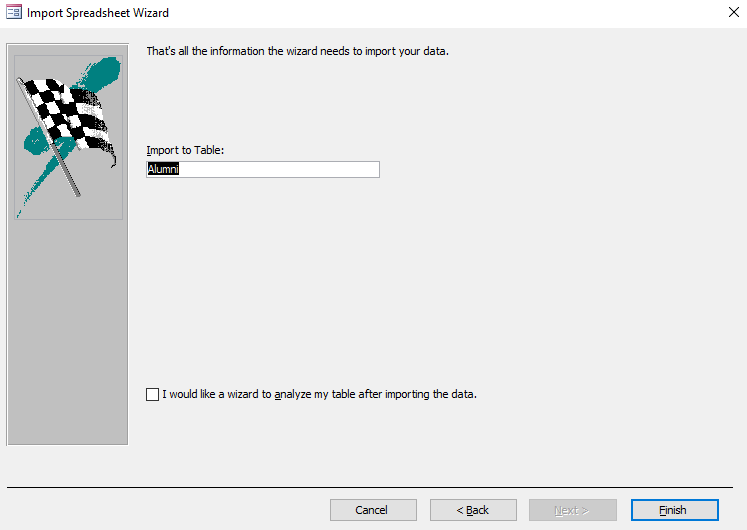 Import Spreadsheet Wizard
That's all the information the wizard needs to import your data.
Import to Table:
Alumni
I would like a wizard to analyze my table after importing the data.
Cancel
< Back
Next >
Finish